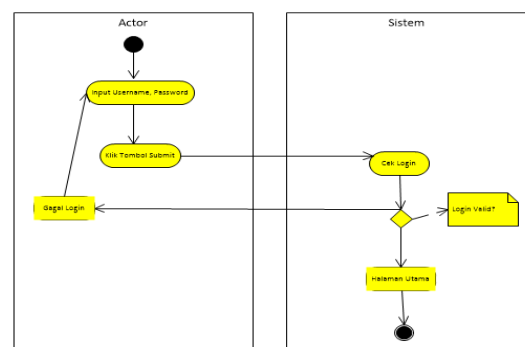 Actor
Sistem
Input Username, Password
Klik Tombol Submit
Cek Login
Gagal Login
Login Valid?
Halaman Utama